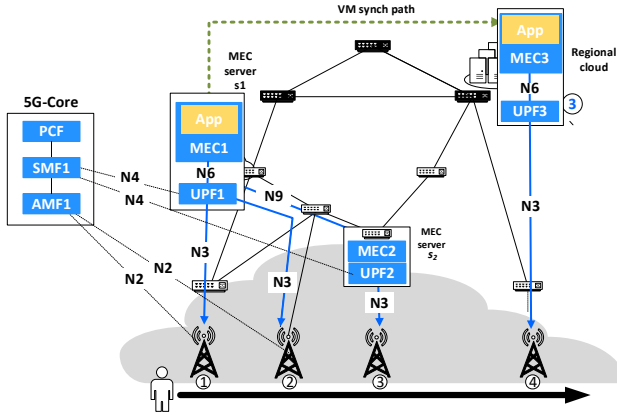 VM synch path
App
MEC3
Regional
cloud
N6
UPF3
3
MEC
server
s1
App
MEC1
N6
UPF1
5G-Core
PCF
SMF1
AMF1
N4
N4
N9
MEC2
UPF2
MEC
server
s2
N3
N3
N3
N3
N2
N2
1
2
3
4